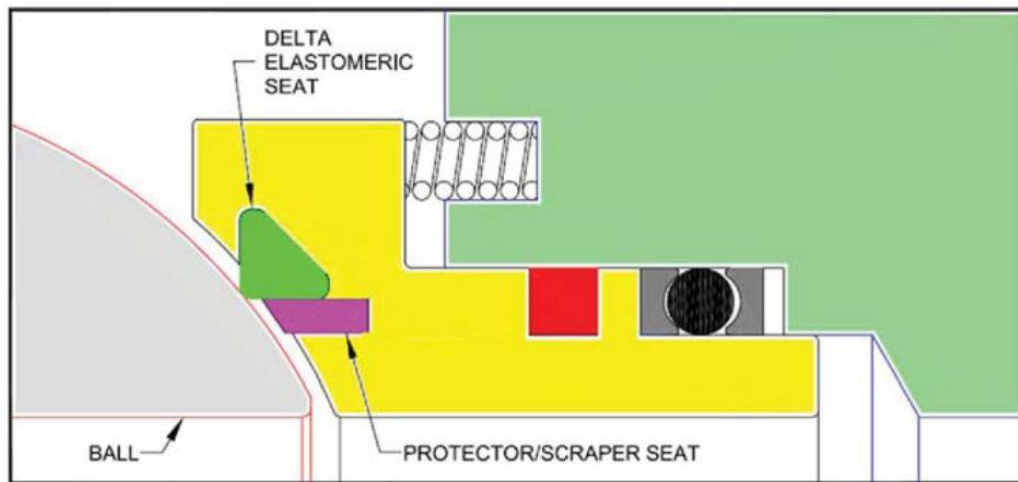 DELTA
ELASTOMERIC
SEAT
BALL
PROTECTOR/SCRAPER SEAT